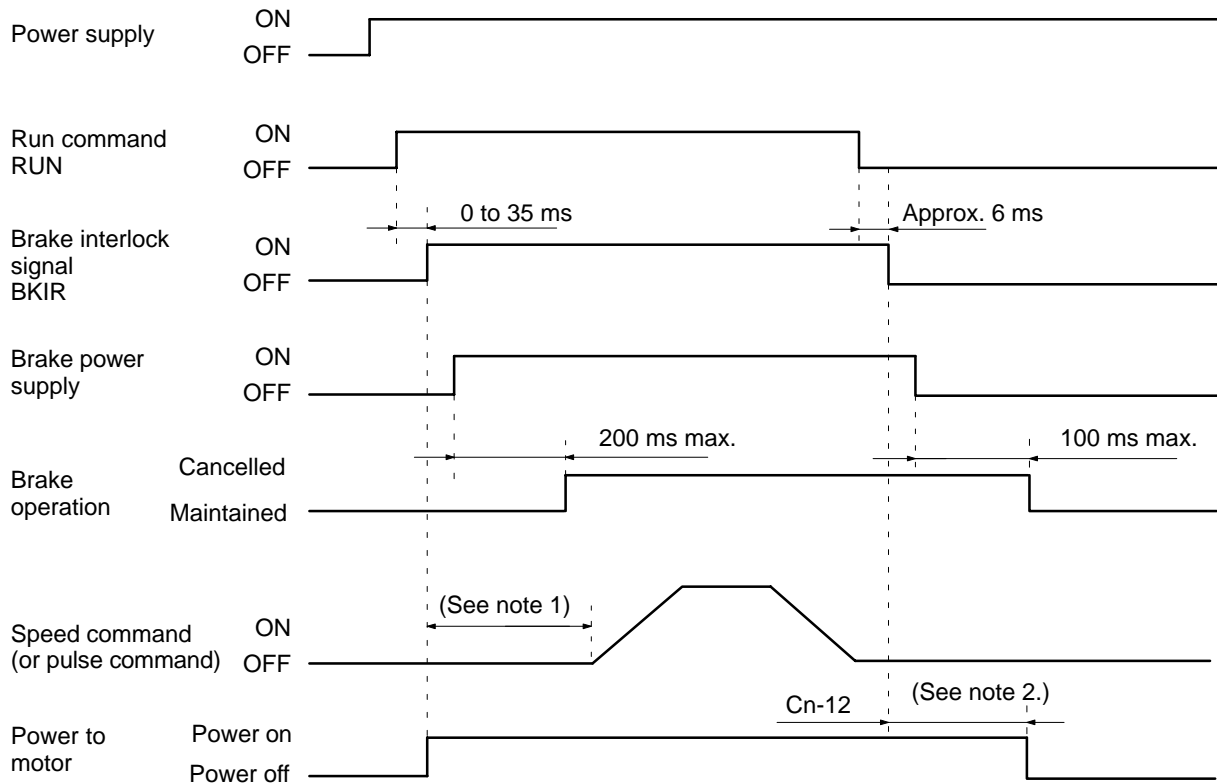 Power supply
ON
OFF
Run command
RUN
ON
OFF
0 to 35 ms
Approx. 6 ms
Brake interlock
signal
BKIR
ON
OFF
Brake power
supply
ON
OFF
200 ms max.
100 ms max.
Brake
operation
Cancelled
Maintained
(See note 1)
Speed command
(or pulse command)
ON
OFF
Cn-12
(See note 2.)
Power to
motor
Power on
Power off